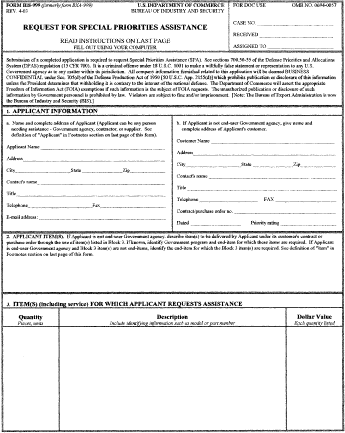 FORM BIS-999 (formerly form BXA-999)
REV. 4-03
U.S. DEPARTMENT OF COMMERCE
BUREAU OF INDUSTRY AND SECURITY
FOR DOC USE
OMB NO. 0694-0057
REQUEST FOR SPECIAL PRIORITIES ASSISTANCE
READ INSTRUCTIONS ON LAST PAGE
FILL OUT USING YOUR COMPUTER
CASE NO.
RECEIVED
ASSIGNED TO
Submission of a completed application is required to request Special Priorities Assistance (SPA). See sections 700.50-55 of the Defense Priorities and Allocations
System (DPAS) regulation (15 CFR 700). It is a criminal offense under 18 U.S.C. 1001 to make a willfully false statement or representation to any U.S.
Government agency as to any matter within its jurisdiction. All company information furnished related to this application will be deemed BUSINESS
CONFIDENTIAL under Sec. 705(d) of the Defense Production Act of 1950 [50 U.S.C. App. 2155(d)] which prohibits publication or disclosure of this information
unless the President determines that withholding it is contrary to the interest of the national defense. The Department of Commerce will assert the appropriate
Freedom of Information Act (FOIA) exemptions if such information is the subject of FOIA requests. The unauthorized publication or disclosure of such
information by Government personnel is prohibited by law. Violators are subject to fine and/or imprisonment. [Note: The Bureau of Export Administration is now
the Bureau of Industry and Security (BIS).]
1. APPLICANT INFORMATION
a. Name and complete address of Applicant (Applicant can be any person
needing assistance - Government agency, contractor, or supplier. See
definition of "Applicant" in Footnotes section on last page of this form).
Applicant Name
Address
City State Zip
Contact's name
Title
Telephone Fax
E-mail address:
b. If Applicant is not end-user Government agency, give name and
complete address of Applicant's customer.
Customer Name
Address
City State Zip
Contact's name
Title
Telephone FAX
Contract/purchase order no.
Dated Priority rating
2. APPLICANT ITEM(S). If Applicant is not end-user Government agency, describe item(s) to be delivered by Applicant under its customer's contract or
purchase order through the use of item(s) listed in Block 3. If known, identify Government program and end-item for which these items are required. If Applicant
is end-user Government agency and Block 3 item(s) are not end-items, identify the end-item for which the Block 3 item(s) are required. See definition of "item" in
Footnotes section on last page of this form.
3. ITEM(S) (including service) FOR WHICH APPLICANT REQUESTS ASSISTANCE
Quantity
Pieces, units
Description
Include identifying information such as model or part number
Dollar Value
Each quantity listed